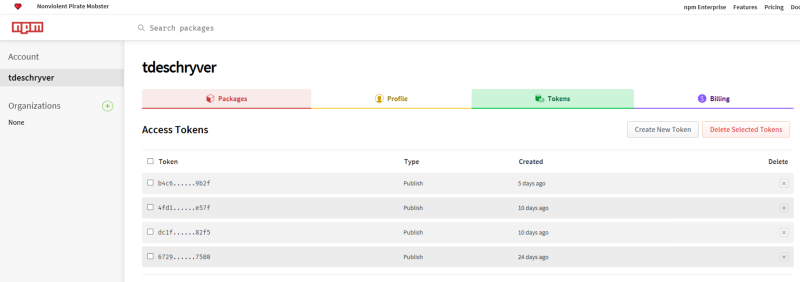 Nonviolent Pirate Mobster
npm Enterprise Features Pricing Doc
npm
Search packages
Account
tdeschryver
Organizations
None
tdeschryver
Packages Profile Tokens Billing
Access Tokens
Create New Token Delete Selected Tokens
Token Type Created Delete
b4c6......9b2f Publish 5 days ago ×
4fd1......e57f Publish 10 days ago ×
dc1f......82f5 Publish 10 days ago ×
6729......7580 Publish 24 days ago ×